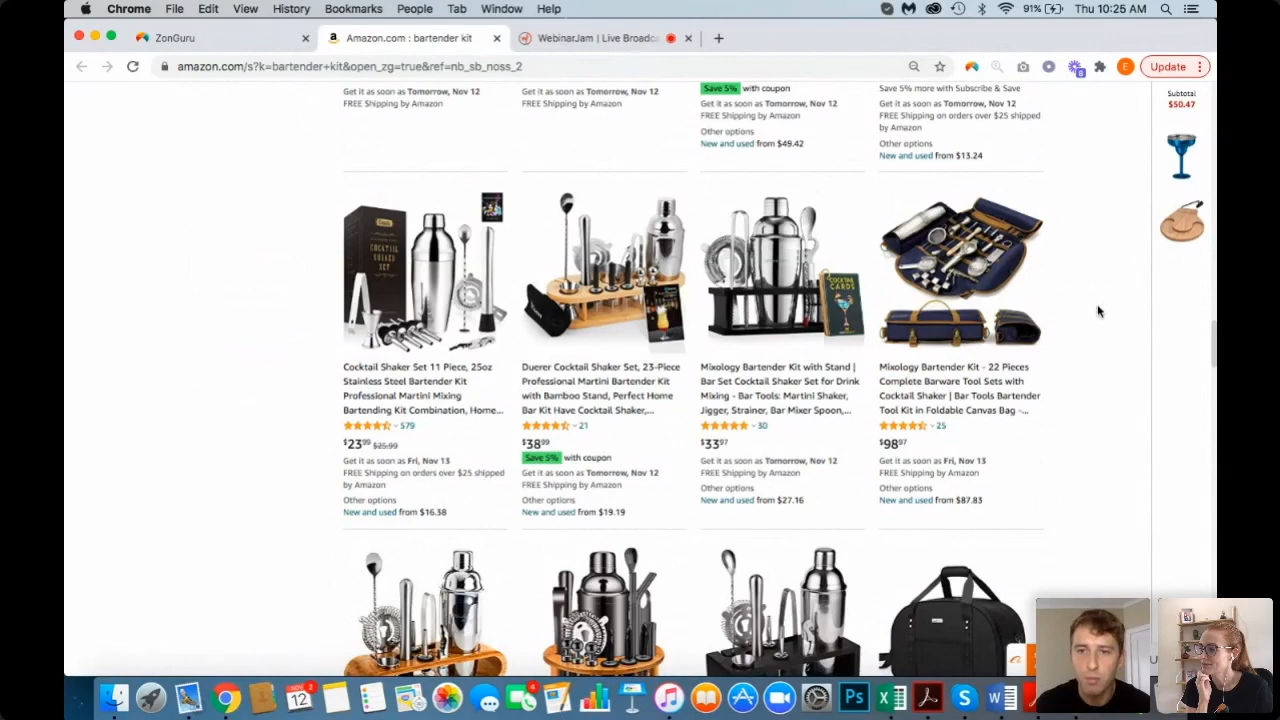 Chrome File Edit View History Bookmarks People Tab Window Help 91% Thu 10:25 AM
ZonGuru Amazon.com : bartender kit WebinarJam | Live Broadca
amazon.com/s?k=bartender+kit&open_zg=true&ref=nb_sb_noss_2 8 E Update
Get it as soon as Tomorrow, Nov 12
FREE Shipping by Amazon
Get it as soon as Tomorrow, Nov 12
FREE Shipping by Amazon
Save 5% with coupon
Get it as soon as Tomorrow, Nov 12
FREE Shipping by Amazon
Other options
New and used from $49.42
Save 5% more with Subscribe & Save
Get it as soon as Tomorrow, Nov 12
FREE Shipping on orders over $25 shipped
by Amazon
Other options
New and used from $13.24
Subtotal
$50.47
COCKTAIL
SHAKER
SET
COCKTAIL
CARDS
Cocktail Shaker Set 11 Piece, 25oz
Stainless Steel Bartender Kit
Professional Martini Mixing
Bartending Kit Combination, Home...
579
$23.99 $25.99
Get it as soon as Fri, Nov 13
FREE Shipping on orders over $25 shipped
by Amazon
Other options
New and used from $16.38
Duerer Cocktail Shaker Set, 23-Piece
Professional Martini Bartender Kit
with Bamboo Stand, Perfect Home
Bar Kit Have Cocktail Shaker,...
21
$38.99
Save 5% with coupon
Get it as soon as Tomorrow, Nov 12
FREE Shipping by Amazon
Other options
New and used from $19.19
Mixology Bartender Kit with Stand |
Bar Set Cocktail Shaker Set for Drink
Mixing - Bar Tools: Martini Shaker,
Jigger, Strainer, Bar Mixer Spoon,...
30
$33.97
Get it as soon as Tomorrow, Nov 12
FREE Shipping by Amazon
Other options
New and used from $27.16
Mixology Bartender Kit - 22 Pieces
Complete Barware Tool Sets with
Cocktail Shaker | Bar Tools Bartender
Tool Kit in Foldable Canvas Bag -...
25
$98.97
Get it as soon as Fri, Nov 13
FREE Shipping by Amazon
Other options
New and used from $87.83
NOV
12
2
4
Ps
X
S
W